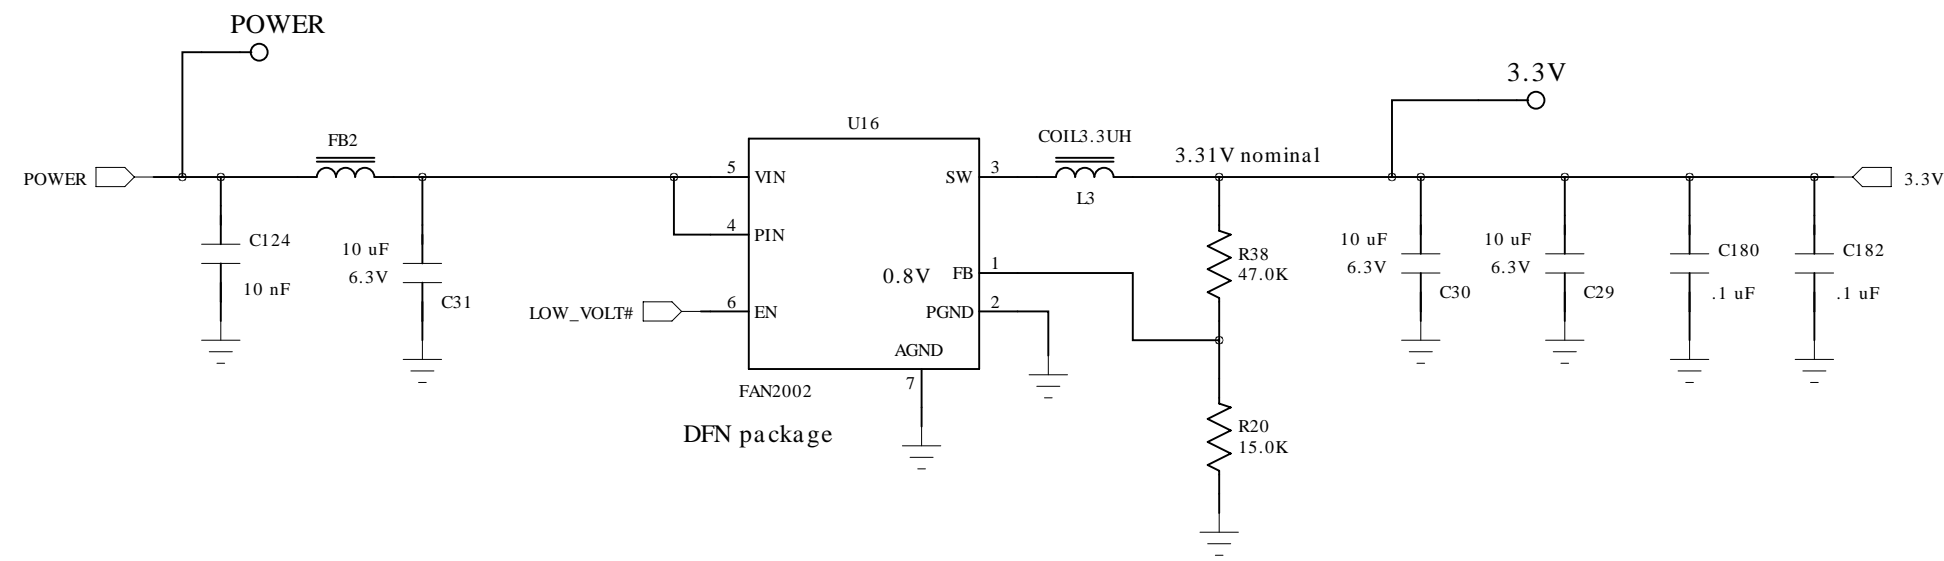 POWER
3.3V
U16
FB2
COIL3.3UH
3.31V nominal
POWER
5
VIN
SW
3
L3
3.3V
4
PIN
C124
10 nF
10 uF
6.3V
C31
0.8V
FB
1
R38
47.0K
10 uF
6.3V
C30
10 uF
6.3V
C29
C180
.1 uF
C182
.1 uF
LOW_VOLT#
6
EN
PGND
2
AGND
7
FAN2002
DFN package
R20
15.0K